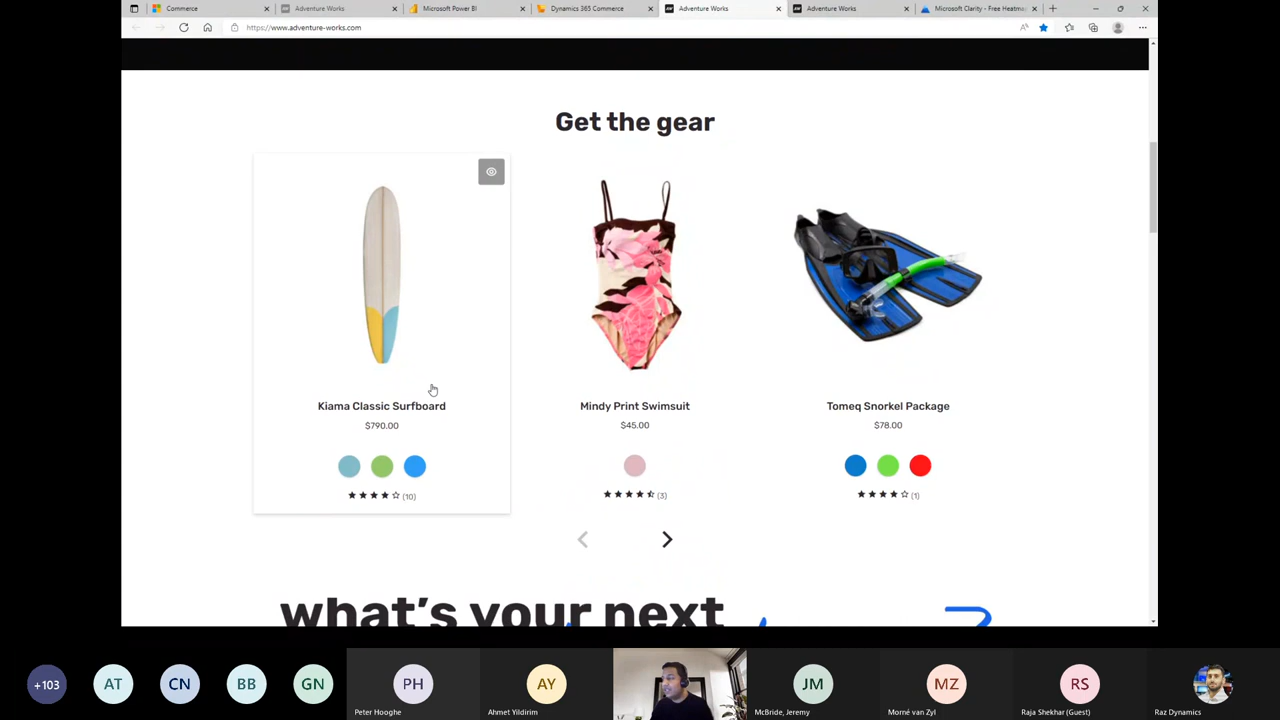 Commerce
Adventure Works
Microsoft Power BI
Dynamics 365 Commerce
Adventure Works
Adventure Works
Microsoft Clarity - Free Heatma
https://www.adventure-works.com
Get the gear
Kiama Classic Surfboard
$790.00
(10)
Mindy Print Swimsuit
$45.00
(3)
Tomeq Snorkel Package
$78.00
(1)
what's your next
+103
AT
CN
BB
GN
PH
Peter Hooghe
AY
Ahmet Yildirim
JM
McBride, Jeremy
MZ
Morné van Zyl
RS
Raja Shekhar (Guest)
Raz Dynamics